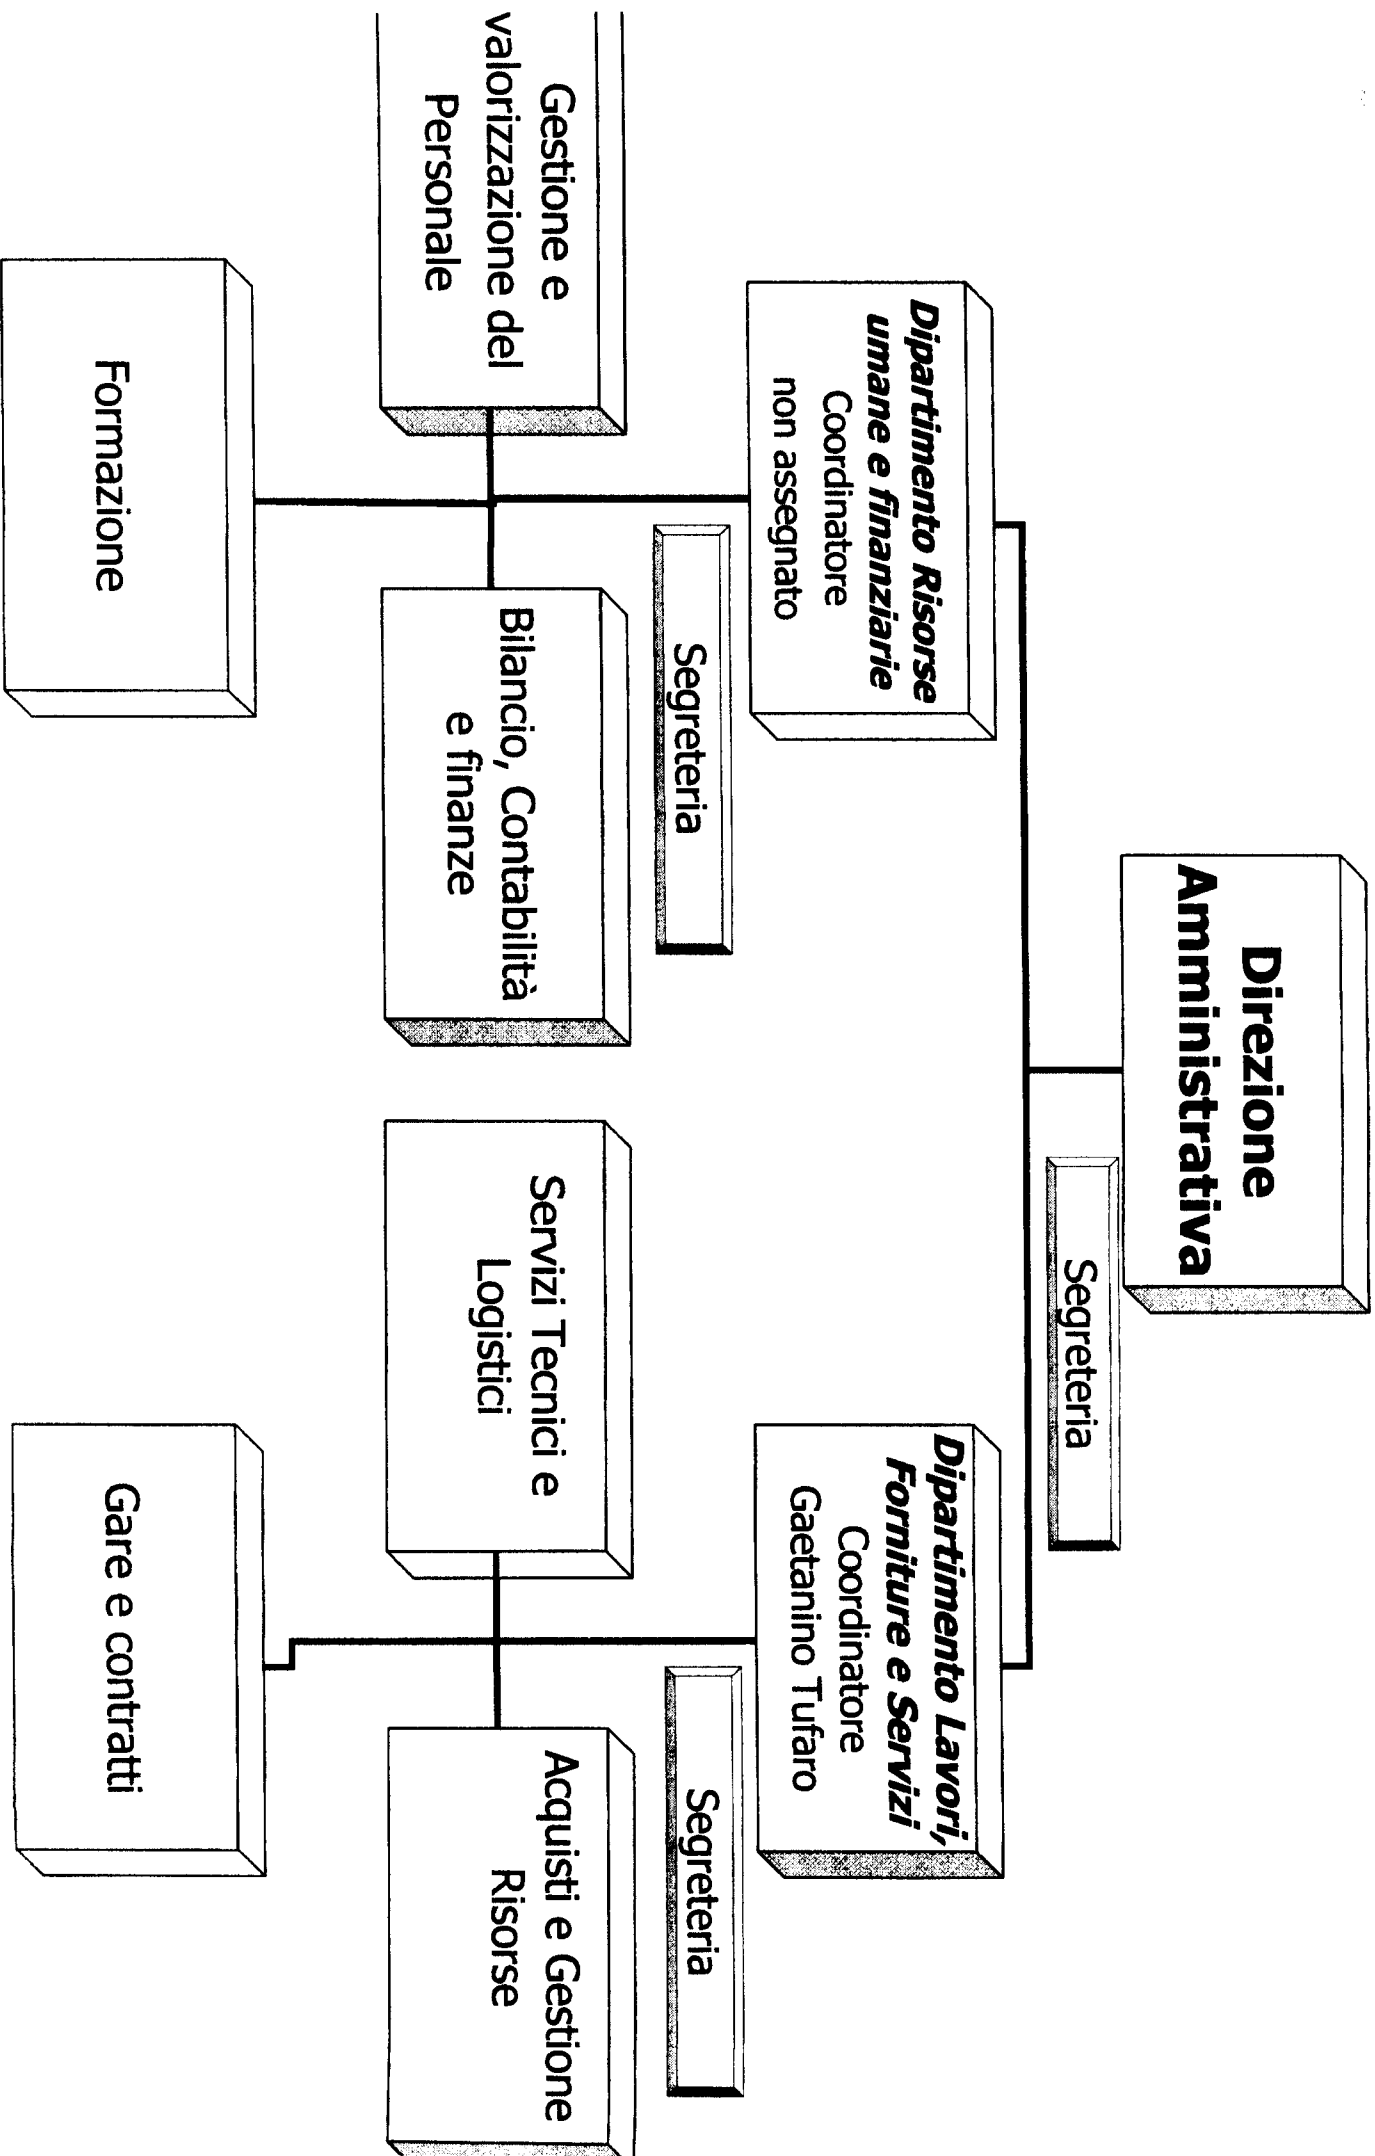 Direzione
Amministrativa
Segreteria
Dipartimento Risorse
umane e finanziarie
Coordinatore
non assegnato
Dipartimento Lavori,
Forniture e Servizi
Coordinatore
Gaetanino Tufaro
Segreteria
Segreteria
Gestione e
valorizzazione del
Personale
Bilancio, Contabilità
e finanze
Servizi Tecnici e
Logistici
Acquisti e Gestione
Risorse
Formazione
Gare e contratti